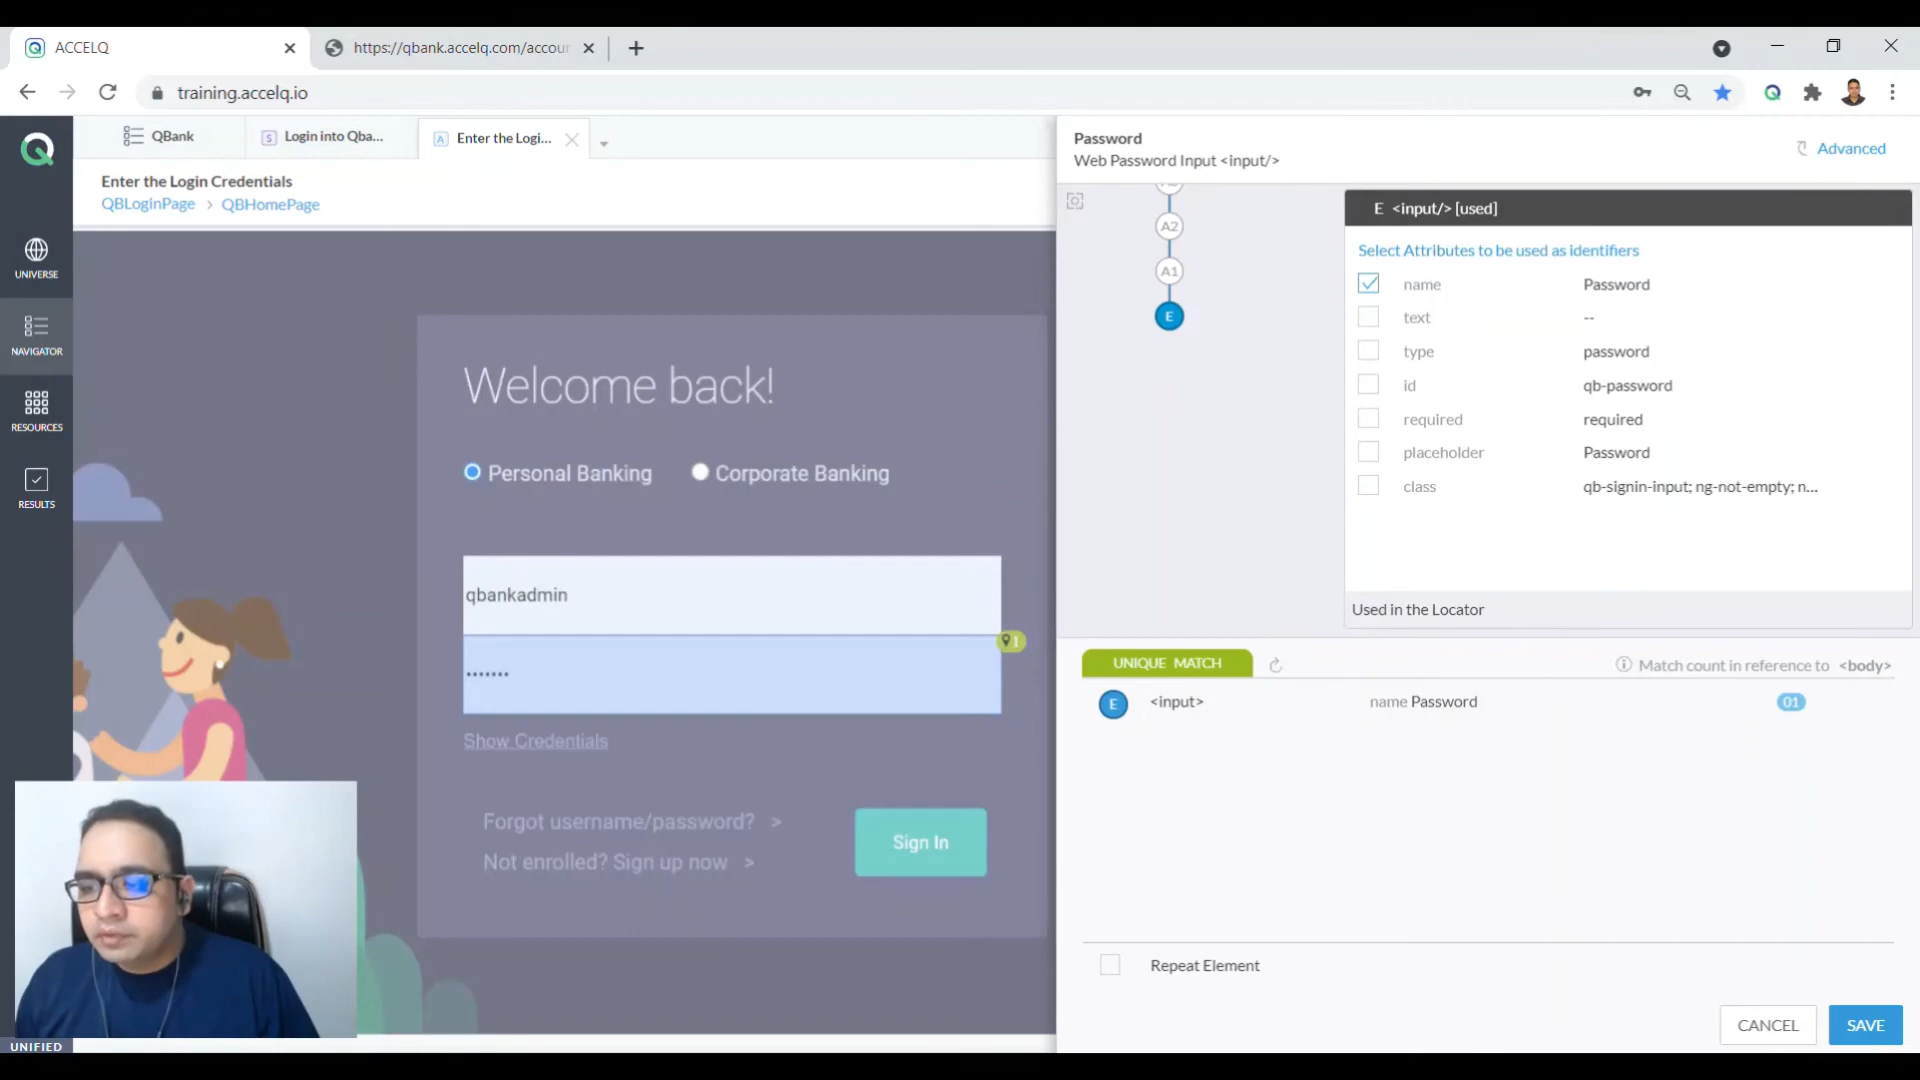 ACCELQ
https://qbank.accelq.com/accour
training.accelq.io
QBank
Login into Qba...
Enter the Logi...
Enter the Login Credentials
QBLoginPage > QBHomePage
UNIVERSE
NAVIGATOR
RESOURCES
RESULTS
UNIFIED
Welcome back!
Personal Banking
Corporate Banking
qbankadmin
•••••••
1
Show Credentials
Forgot username/password? >
Not enrolled? Sign up now >
Sign In
Password
Web Password Input <input/>
Advanced
A2
A1
E
E <input/> [used]
Select Attributes to be used as identifiers
name Password
text --
type password
id qb-password
required required
placeholder Password
class qb-signin-input; ng-not-empty; n...
Used in the Locator
UNIQUE MATCH
Match count in reference to <body>
E <input> name Password 01
Repeat Element
CANCEL
SAVE